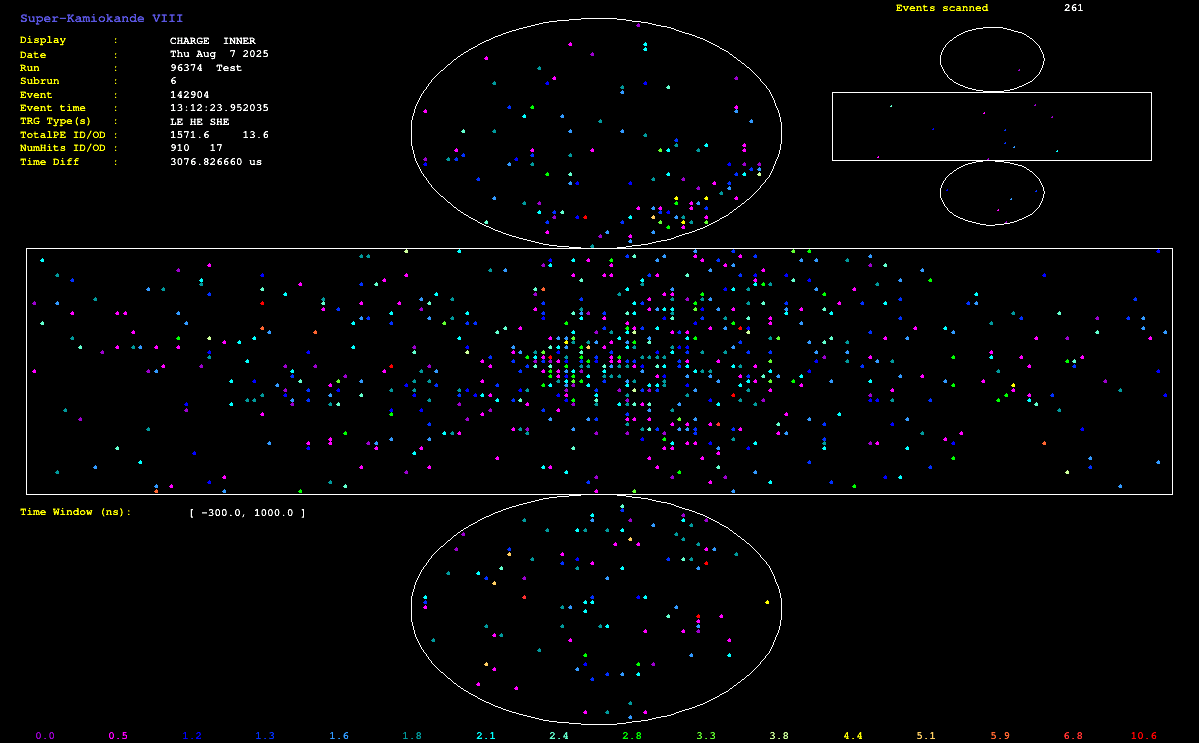 Super-Kamiokande VIII
Events scanned 261
Display : CHARGE INNER
Date : Thu Aug 7 2025
Run : 96374 Test
Subrun : 6
Event : 142904
Event time : 13:12:23.952035
TRG Type(s) : LE HE SHE
TotalPE ID/OD : 1571.6 13.6
NumHits ID/OD : 910 17
Time Diff : 3076.826660 us
Time Window (ns): [ -300.0, 1000.0 ]
0.0 0.5 1.2 1.3 1.6 1.8 2.1 2.4 2.8 3.3 3.8 4.4 5.1 5.9 6.8 10.6